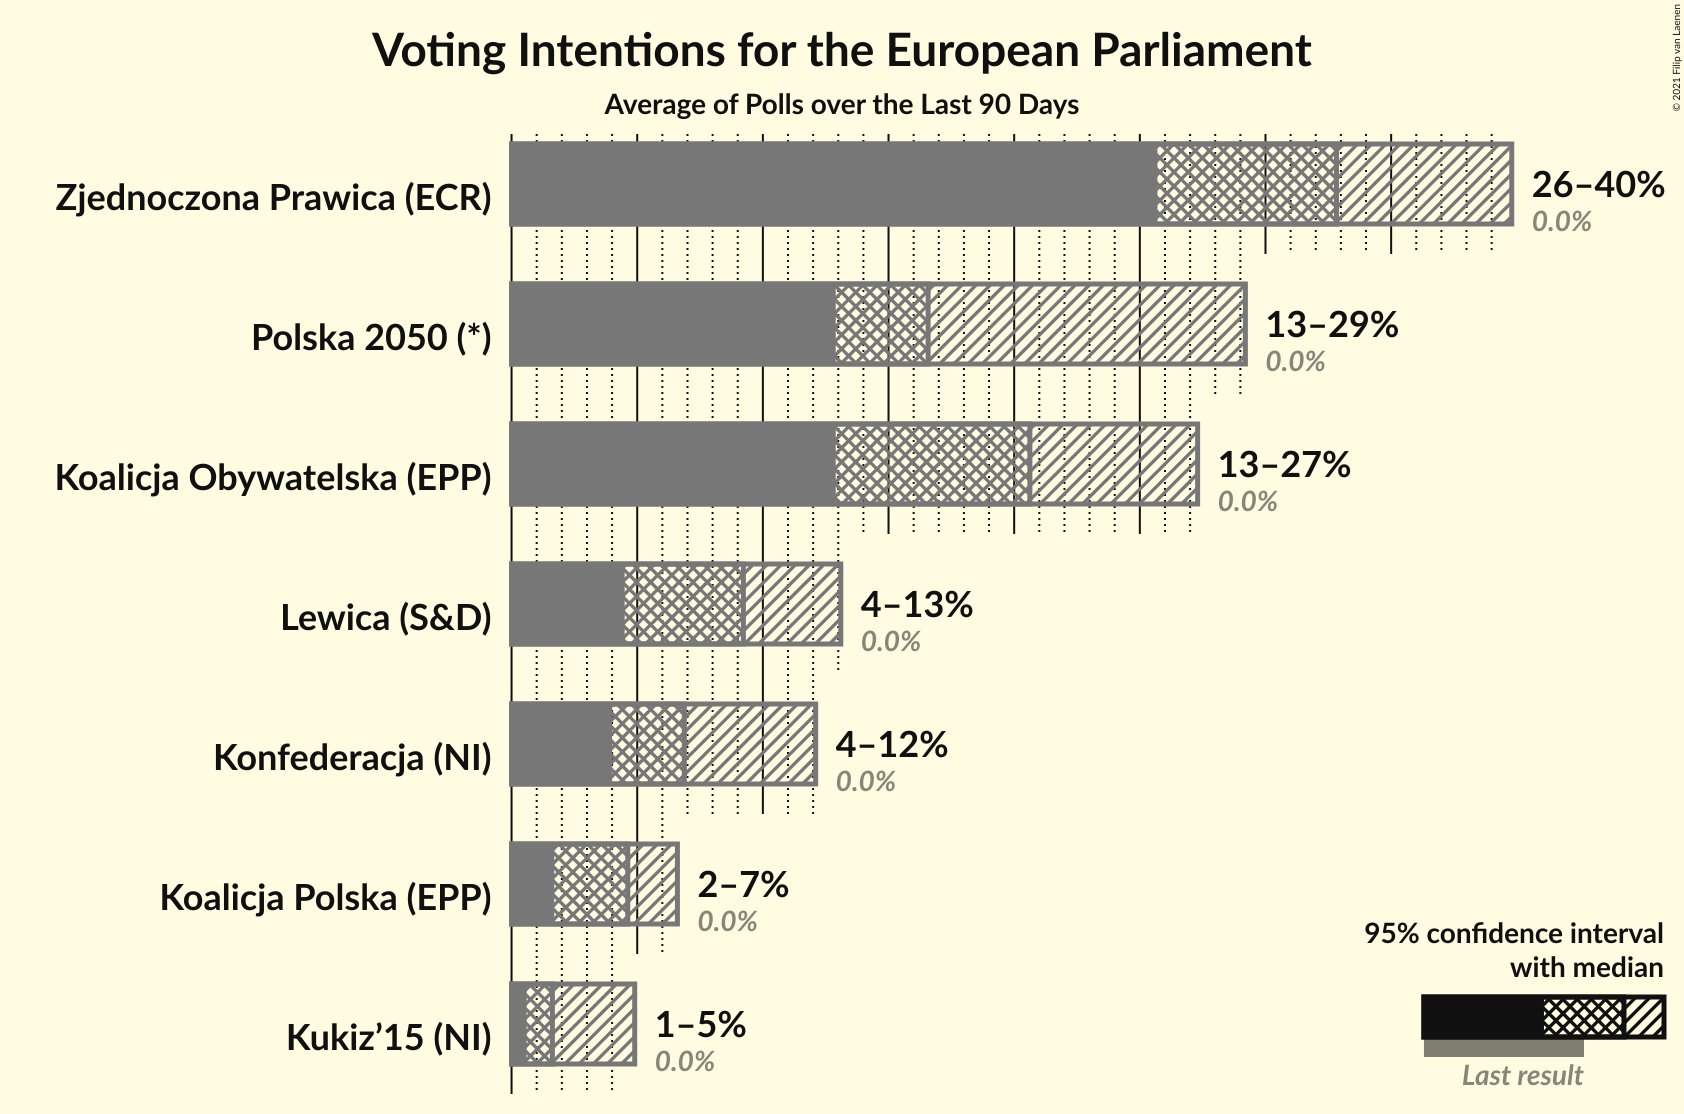 © 2021 Filip van Laenen
Voting Intentions for the European Parliament
Average of Polls over the Last 90 Days
Zjednoczona Prawica (ECR)
26–40%
0.0%
Polska 2050 (*)
13–29%
0.0%
Koalicja Obywatelska (EPP)
13–27%
0.0%
Lewica (S&D)
4–13%
0.0%
Konfederacja (NI)
4–12%
0.0%
Koalicja Polska (EPP)
2–7%
0.0%
Kukiz’15 (NI)
1–5%
0.0%
95% confidence interval
with median
Last result